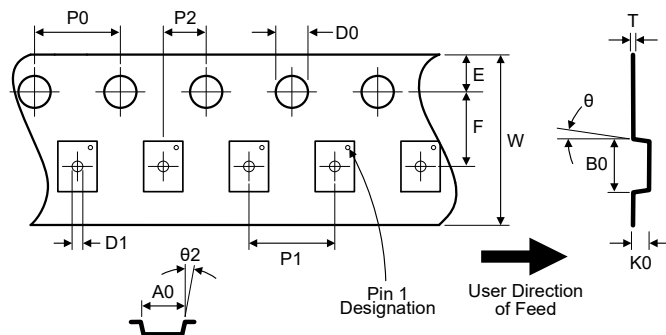 P0
P2
D0
T
E
F
W
θ
B0
D1
P1
θ2
A0
K0
Pin 1
Designation
User Direction
of Feed